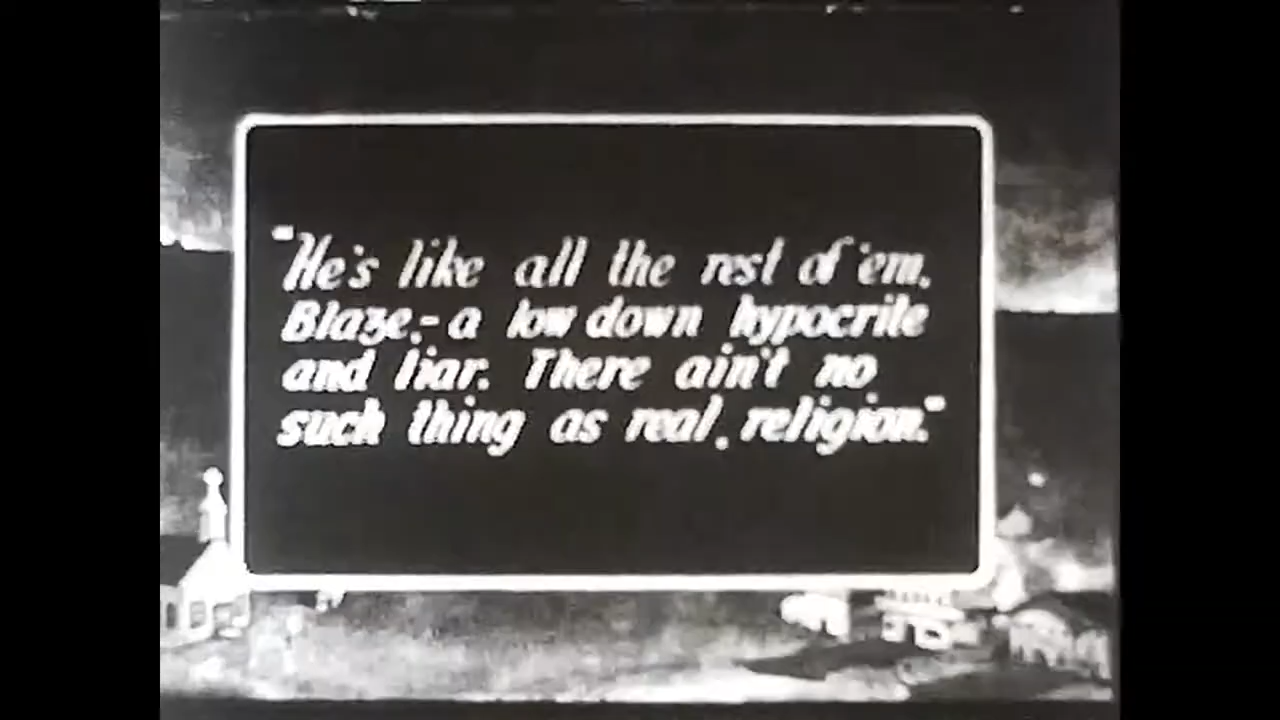 "He's like all the rest of 'em,
Blaze,- a low down hypocrite
and liar. There ain't no
such thing as real, religion."